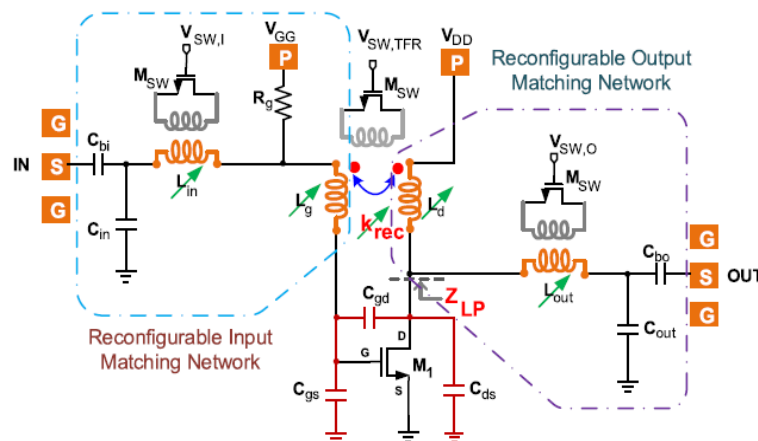 V_SW,I
V_GG
V_SW,TFR
V_DD
P
P
Reconfigurable Output
Matching Network
M_SW
M_SW
R_g
G
C_bi
IN
S
L_in
G
C_in
L_g
k_rec
L_d
V_SW,O
M_SW
G
C_bo
S
OUT
L_out
G
Z_LP
C_out
Reconfigurable Input
Matching Network
C_gd
D
G
M_1
S
C_gs
C_ds